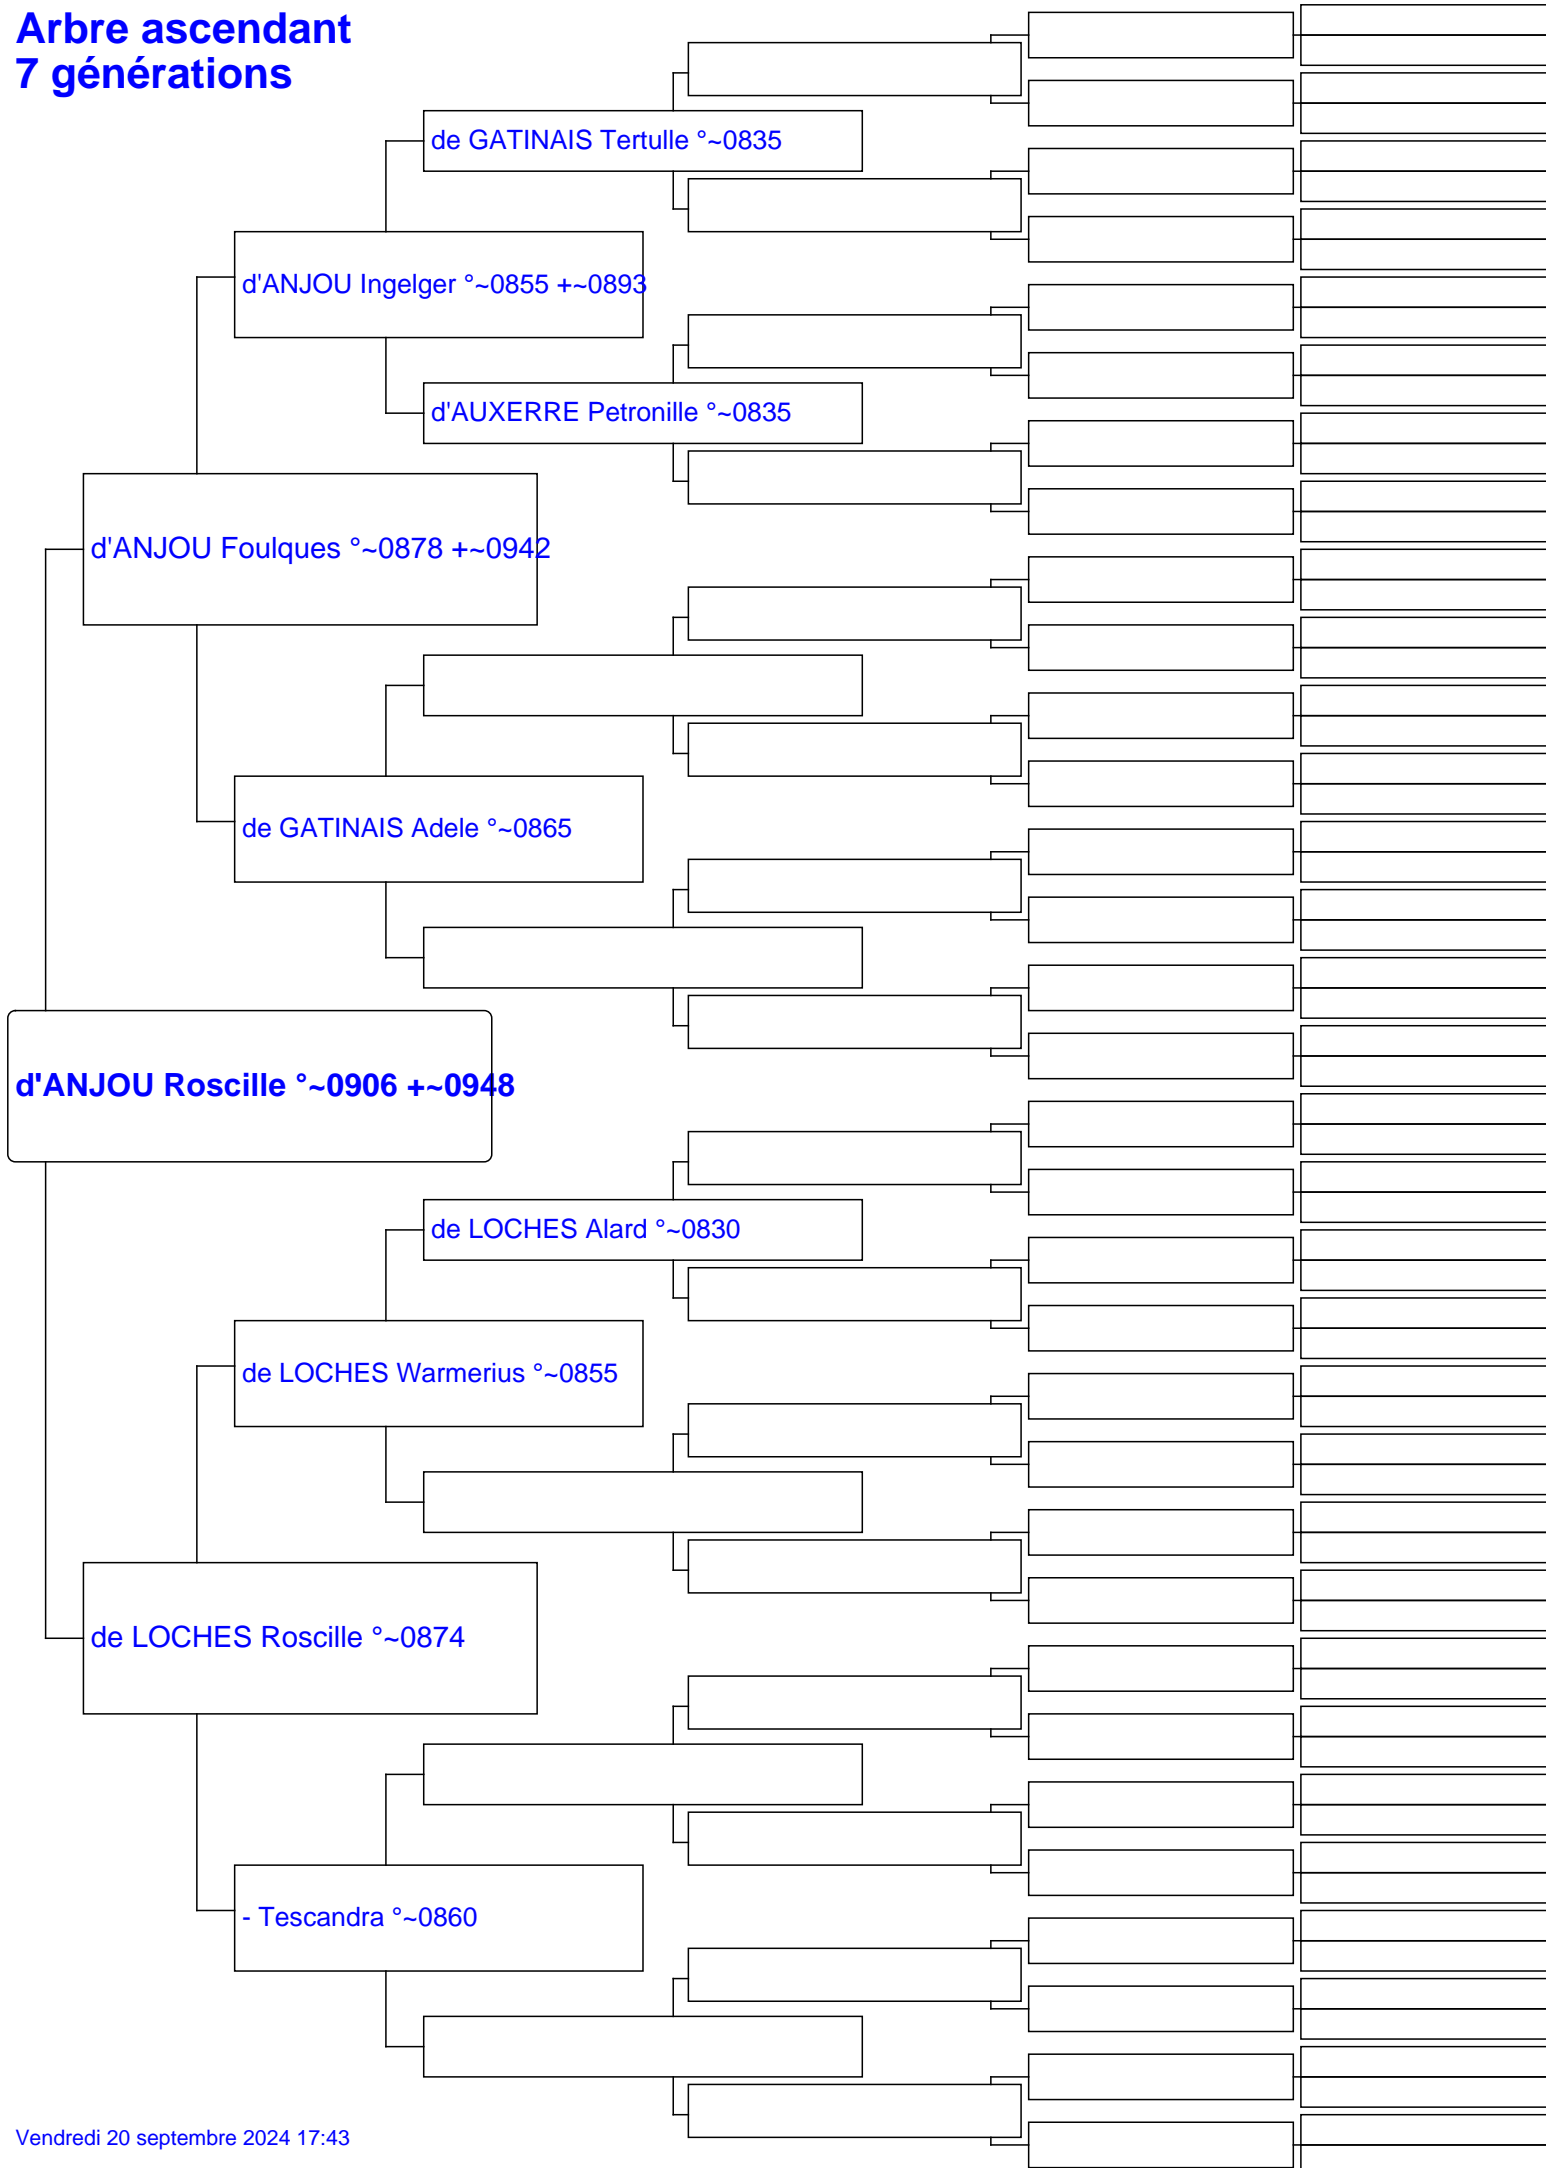 Arbre ascendant
7 générations
de GATINAIS Tertulle °~0835
d'ANJOU Ingelger °~0855 +~0893
d'AUXERRE Petronille °~0835
d'ANJOU Foulques °~0878 +~0942
de GATINAIS Adele °~0865
d'ANJOU Roscille °~0906 +~0948
de LOCHES Alard °~0830
de LOCHES Warmerius °~0855
de LOCHES Roscille °~0874
- Tescandra °~0860
Vendredi 20 septembre 2024 17:43